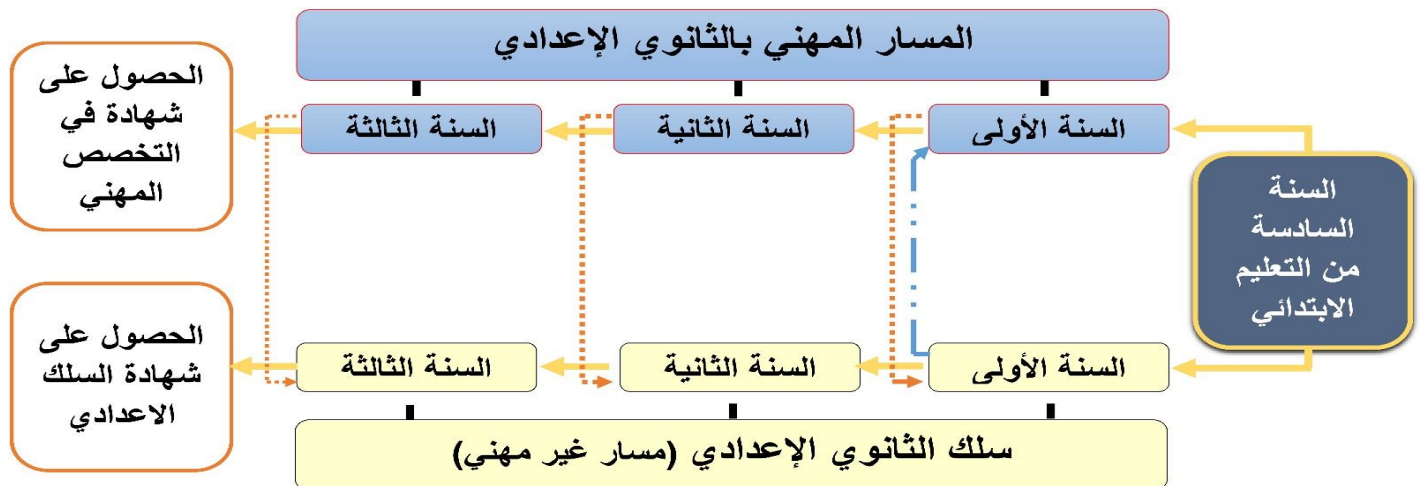 المسار المهني بالثانوي الإعدادي
السنة الأولى
السنة الثانية
السنة الثالثة
الحصول على
شهادة في
التخصص
المهني
السنة
السادسة
من التعليم
الابتدائي
السنة الأولى
السنة الثانية
السنة الثالثة
الحصول على
شهادة السلك
الاعدادي
سلك الثانوي الإعدادي (مسار غير مهني)